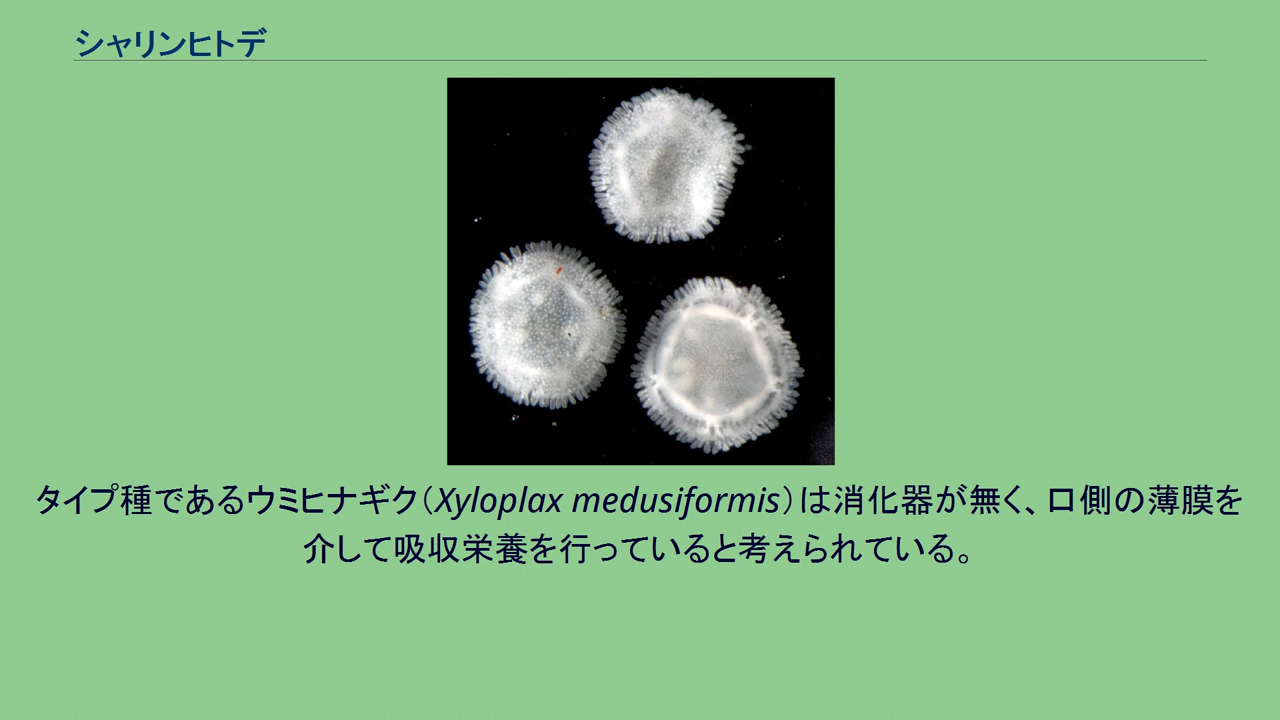 シャリンヒトデ
タイプ種であるウミヒナギク（Xyloplax medusiformis）は消化器が無く、口側の薄膜を
介して吸収栄養を行っていると考えられている。